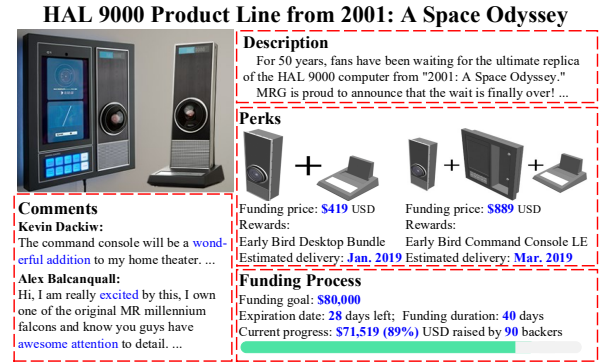 HAL 9000 Product Line from 2001: A Space Odyssey
Description
For 50 years, fans have been waiting for the ultimate replica
of the HAL 9000 computer from "2001: A Space Odyssey."
MRG is proud to announce that the wait is finally over! ...
Perks
Funding price: $419 USD
Rewards:
Early Bird Desktop Bundle
Estimated delivery: Jan. 2019
Funding price: $889 USD
Rewards:
Early Bird Command Console LE
Estimated delivery: Mar. 2019
Comments
Kevin Dackiw:
The command console will be a wond-
erful addition to my home theater. ...
Alex Balcanquall:
Hi, I am really excited by this, I own
one of the original MR millennium
falcons and know you guys have
awesome attention to detail. ...
Funding Process
Funding goal: $80,000
Expiration date: 28 days left; Funding duration: 40 days
Current progress: $71,519 (89%) USD raised by 90 backers